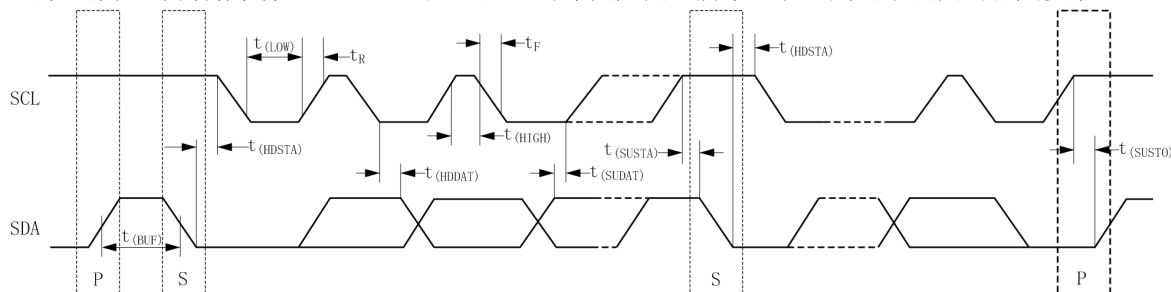 t(LOW)
tR
tF
t(HDSTA)
SCL
t(HDSTA)
t(HIGH)
t(SUSTA)
t(SUSTO)
t(HDDAT)
t(SUDAT)
SDA
t(BUF)
P
S
S
P